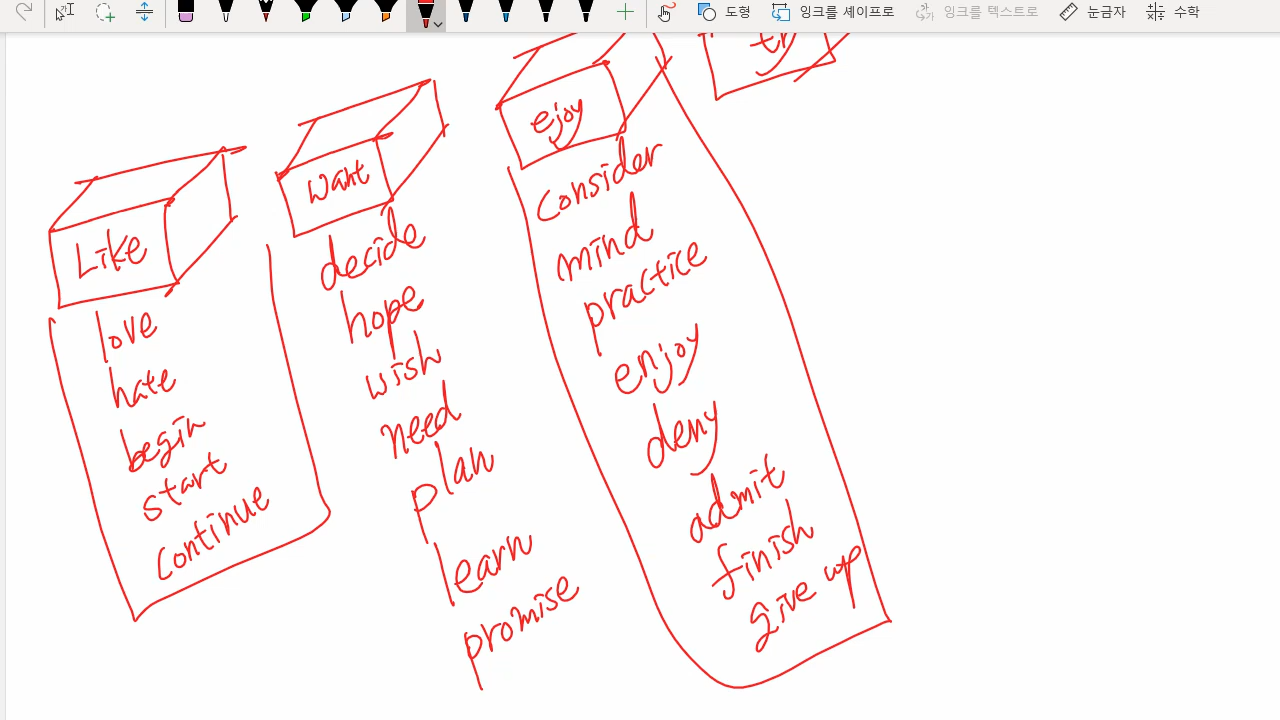 도형
잉크를 셰이프로
잉크를 텍스트로
눈금자
수학
Like
love
hate
begin
start
continue
want
decide
hope
wish
need
plan
learn
promise
ejoy
consider
mind
practice
enjoy
deny
admit
finish
give up